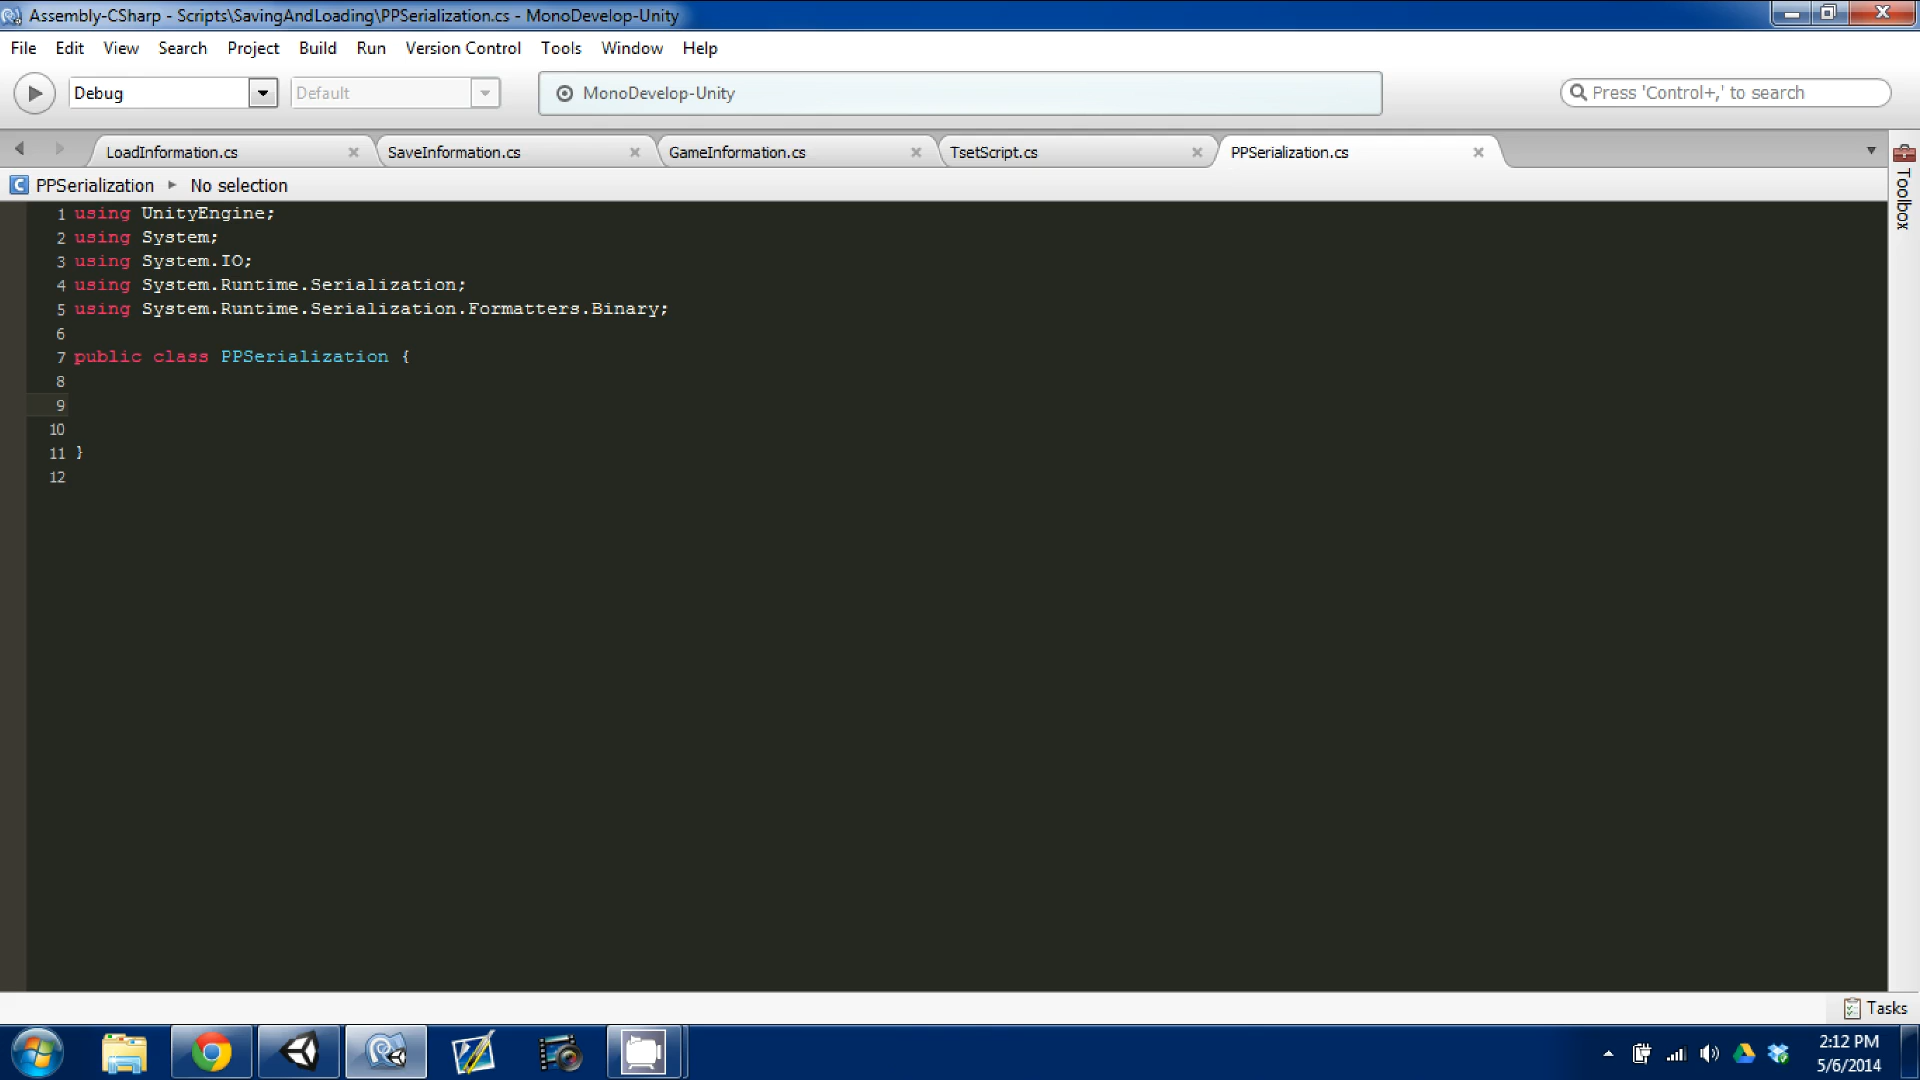 Assembly-CSharp - Scripts\SavingAndLoading\PPSerialization.cs - MonoDevelop-Unity
File Edit View Search Project Build Run Version Control Tools Window Help
Debug Default MonoDevelop-Unity Press 'Control+,' to search
LoadInformation.cs SaveInformation.cs GameInformation.cs TsetScript.cs PPSerialization.cs
Toolbox
C PPSerialization No selection
1 using UnityEngine;
2 using System;
3 using System.IO;
4 using System.Runtime.Serialization;
5 using System.Runtime.Serialization.Formatters.Binary;
6
7 public class PPSerialization {
8
9
10
11 }
12
Tasks
2:12 PM
5/6/2014